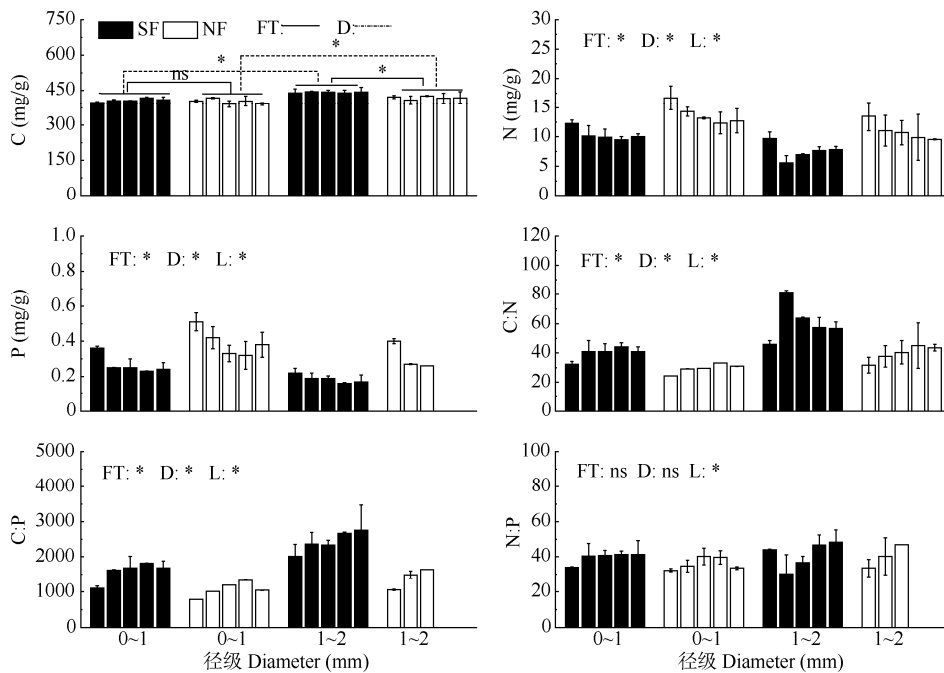 750
600
450
300
150
0
C (mg/g)
SF NF FT: D:
*
*
ns
*
30
25
20
15
10
5
0
N (mg/g)
FT: * D: * L: *
1.0
0.8
0.6
0.4
0.2
0
P (mg/g)
FT: * D: * L: *
120
100
80
60
40
20
0
C:N
FT: * D: * L: *
5000
4000
3000
2000
1000
0
C:P
FT: * D: * L: *
0~1 0~1 1~2 1~2
径级 Diameter (mm)
100
80
60
40
20
0
N:P
FT: ns D: ns L: *
0~1 0~1 1~2 1~2
径级 Diameter (mm)